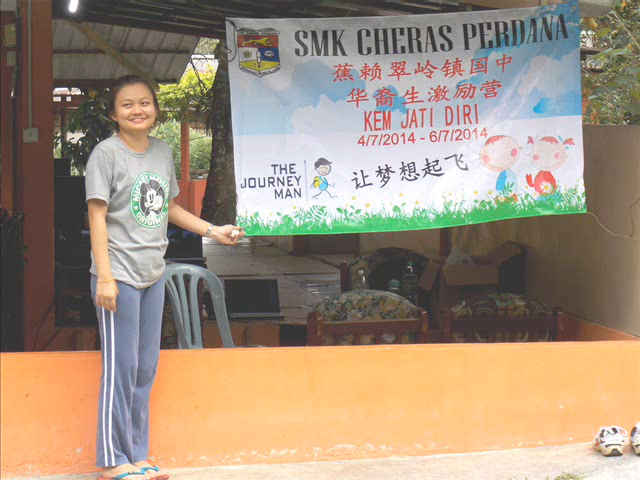 SMK CHERAS PERDANA
蕉赖翠岭镇国中
华裔生激励营
KEM JATI DIRI
4/7/2014 - 6/7/2014
THE
JOURNEY
MAN
让梦想起飞